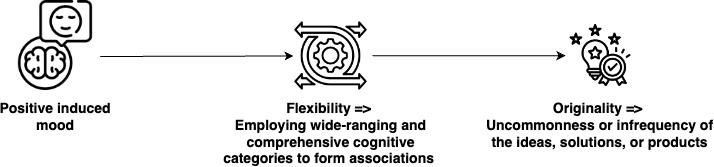 Positive induced
mood
Flexibility =>
Employing wide-ranging and
comprehensive cognitive
categories to form associations
Originality =>
Uncommonness or infrequency of
the ideas, solutions, or products